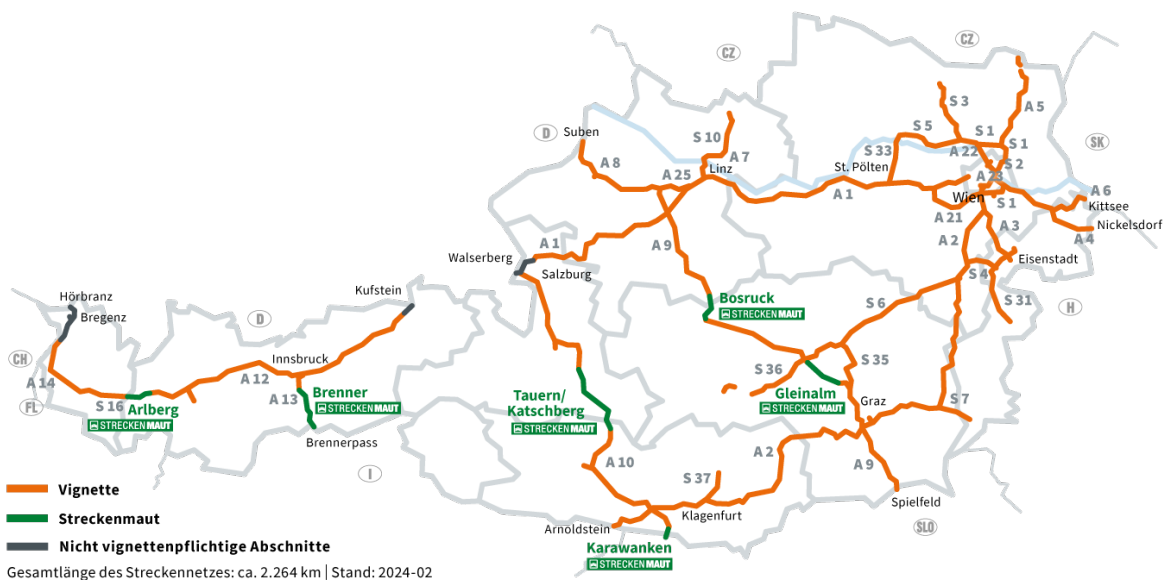 CZ
CZ
S 3
A 5
D
Suben
S 10
A 7
S 5
S 1
S 1
SK
S 33
A 22
S 2
A 8
A 25
Linz
St. Pölten
A 23
A 1
Wien
S 1
A 6
Kittsee
A 21
A 3
Nickelsdorf
A 4
A 1
A 9
A 2
Walserberg
Salzburg
Eisenstadt
S 4
Hörbranz
Bregenz
Kufstein
D
Bosruck
STRECKENMAUT
S 6
S 31
H
CH
Innsbruck
S 35
S 36
A 14
A 12
A 13
Brenner
STRECKENMAUT
Tauern/
Katschberg
STRECKENMAUT
Gleinalm
STRECKENMAUT
Graz
S 7
FL
S 16
Arlberg
STRECKENMAUT
Brennerpass
I
A 10
S 37
A 2
A 9
Spielfeld
Klagenfurt
Arnoldstein
SLO
Karawanken
STRECKENMAUT
Vignette
Streckenmaut
Nicht vignettenpflichtige Abschnitte
Gesamtlänge des Streckennetzes: ca. 2.264 km | Stand: 2024-02